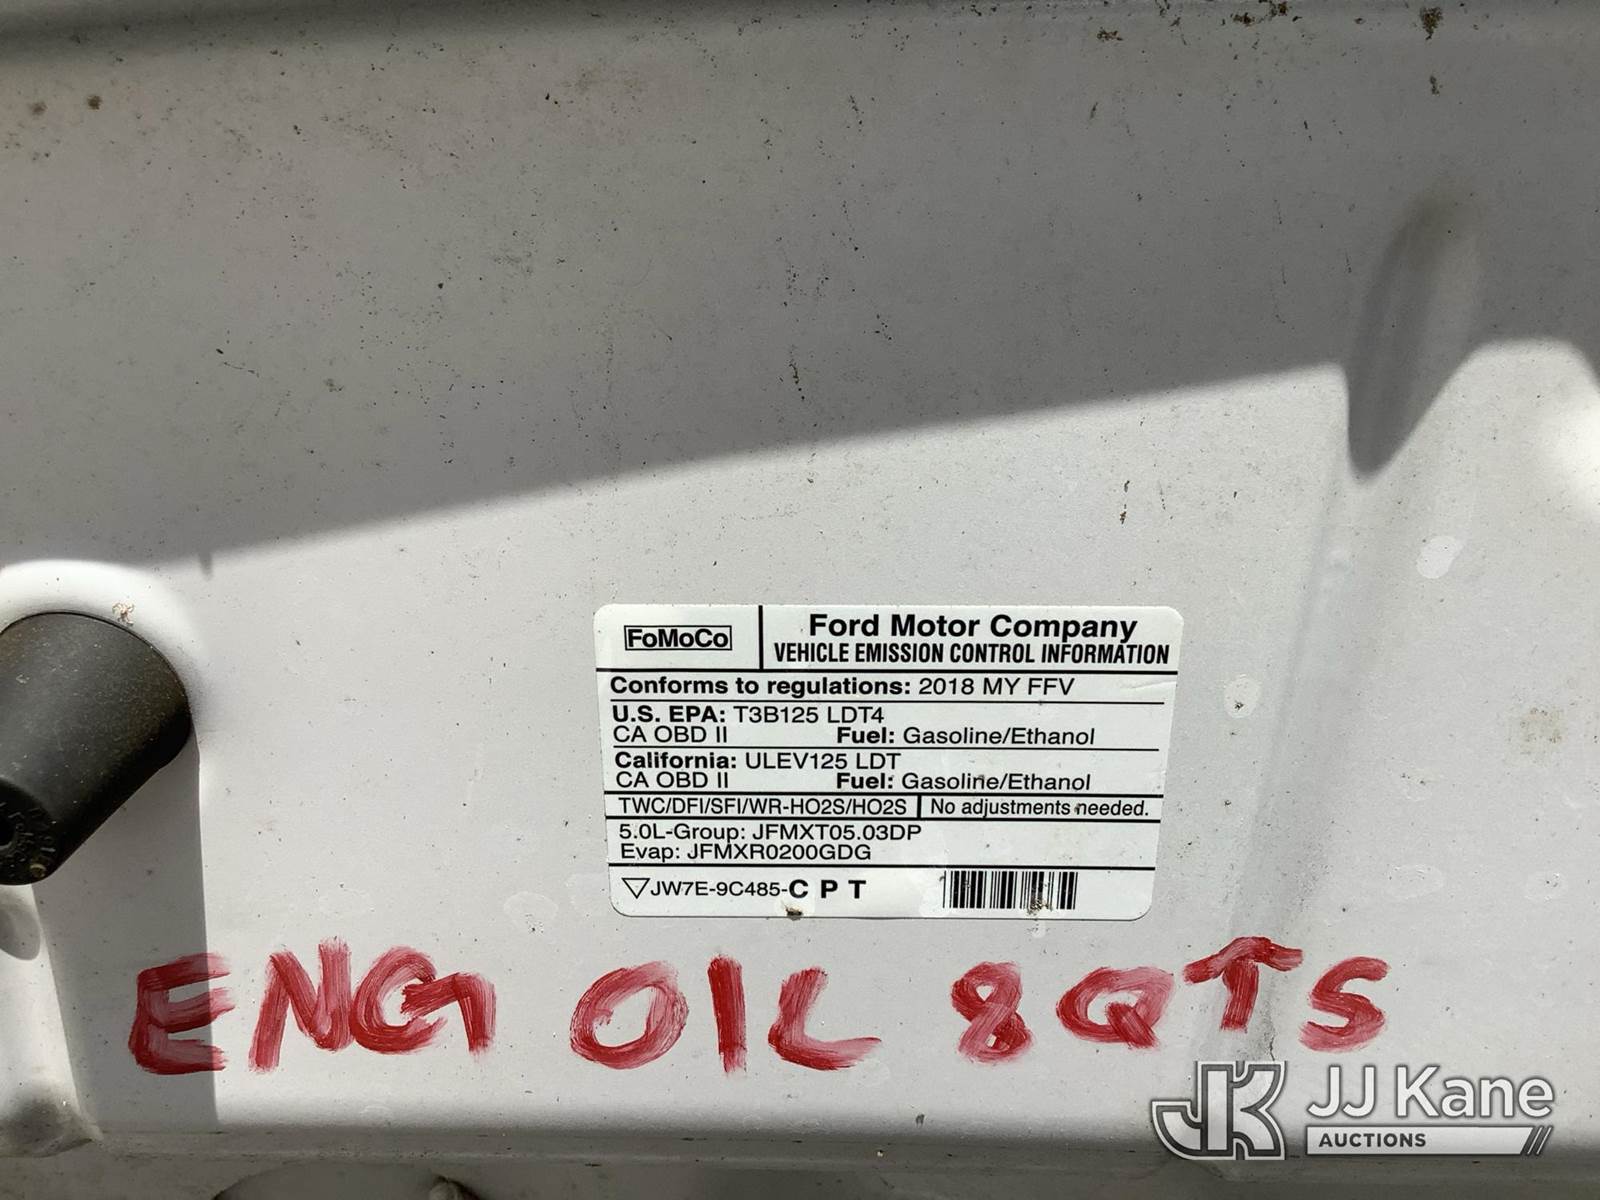 FoMoCo
Ford Motor Company
VEHICLE EMISSION CONTROL INFORMATION
Conforms to regulations: 2018 MY FFV
U.S. EPA: T3B125 LDT4
CA OBD II Fuel: Gasoline/Ethanol
California: ULEV125 LDT
CA OBD II Fuel: Gasoline/Ethanol
TWC/DFI/SFI/WR-HO2S/HO2S No adjustments needed.
5.0L-Group: JFMXT05.03DP
Evap: JFMXR0200GDG
JW7E-9C485-C P T
ENG OIL 8QTS
JK JJ Kane
AUCTIONS